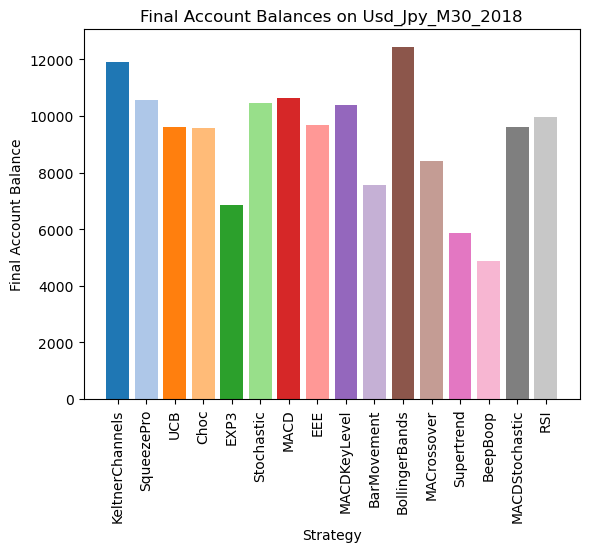 Final Account Balances on Usd_Jpy_M30_2018
Final Account Balance
12000
10000
8000
6000
4000
2000
0
KeltnerChannels
SqueezePro
UCB
Choc
EXP3
Stochastic
MACD
EEE
MACDKeyLevel
BarMovement
BollingerBands
MACrossover
Supertrend
BeepBoop
MACDStochastic
RSI
Strategy